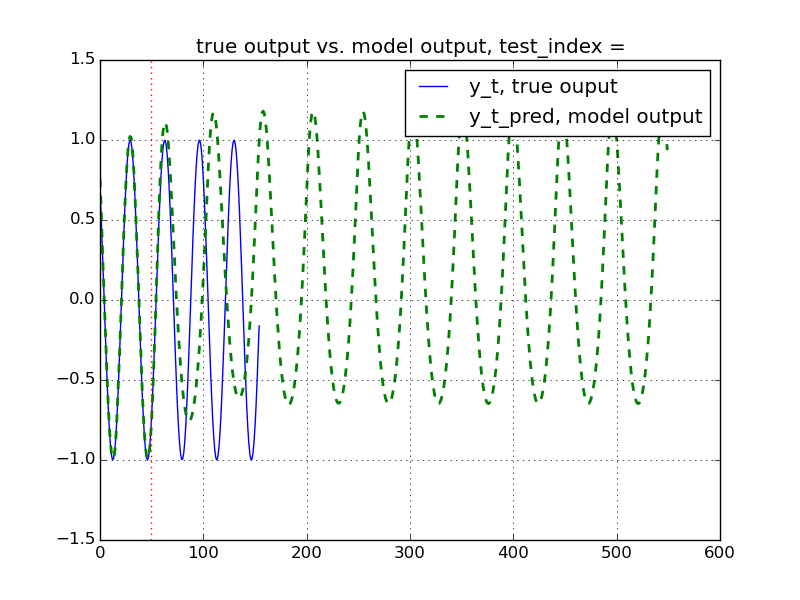 true output vs. model output, test_index =
y_t, true ouput
y_t_pred, model output
1.5
1.0
0.5
0.0
−0.5
−1.0
−1.5
0 100 200 300 400 500 600